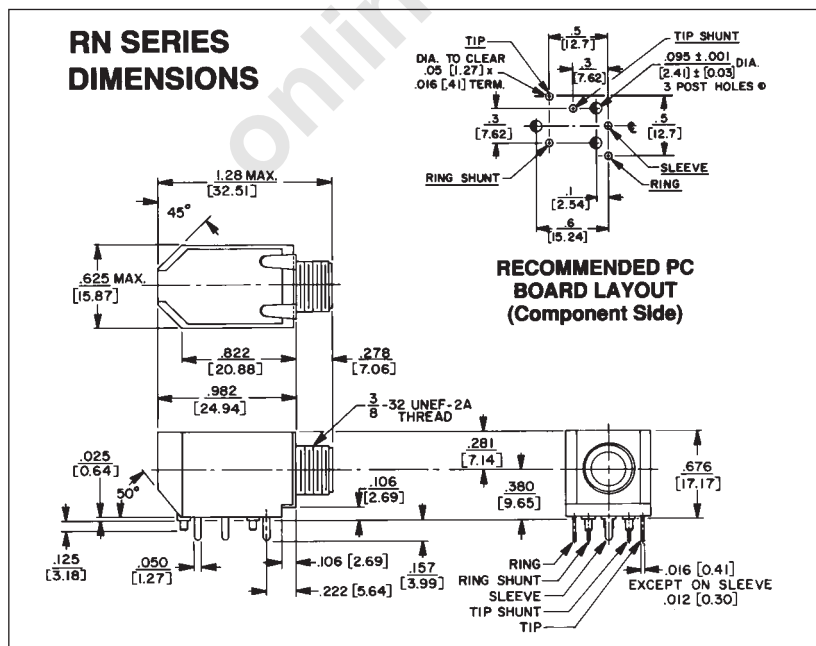 RN SERIES
DIMENSIONS
onlin
.5
[12.7]
TIP
TIP SHUNT
DIA. TO CLEAR
.05 [1.27] x
.016 [.41] TERM.
.3
[7.62]
.095 ±.001 DIA.
[2.41] ± [0.03]
3 POST HOLES
.3
[7.62]
.5
[12.7]
SLEEVE
RING SHUNT
RING
.1
[2.54]
.6
[15.24]
RECOMMENDED PC
BOARD LAYOUT
(Component Side)
1.28 MAX.
[32.51]
45°
.625 MAX.
[15.87]
.822
[20.88]
.278
[7.06]
.982
[24.94]
3/8-32 UNEF-2A
THREAD
.025
[0.64]
50°
.281
[7.14]
.380
[9.65]
.676
[17.17]
.106
[2.69]
.125
[3.18]
.050
[1.27]
.106 [2.69]
.157
[3.99]
.222 [5.64]
RING
RING SHUNT
SLEEVE
TIP SHUNT
TIP
.016 [0.41]
EXCEPT ON SLEEVE
.012 [0.30]